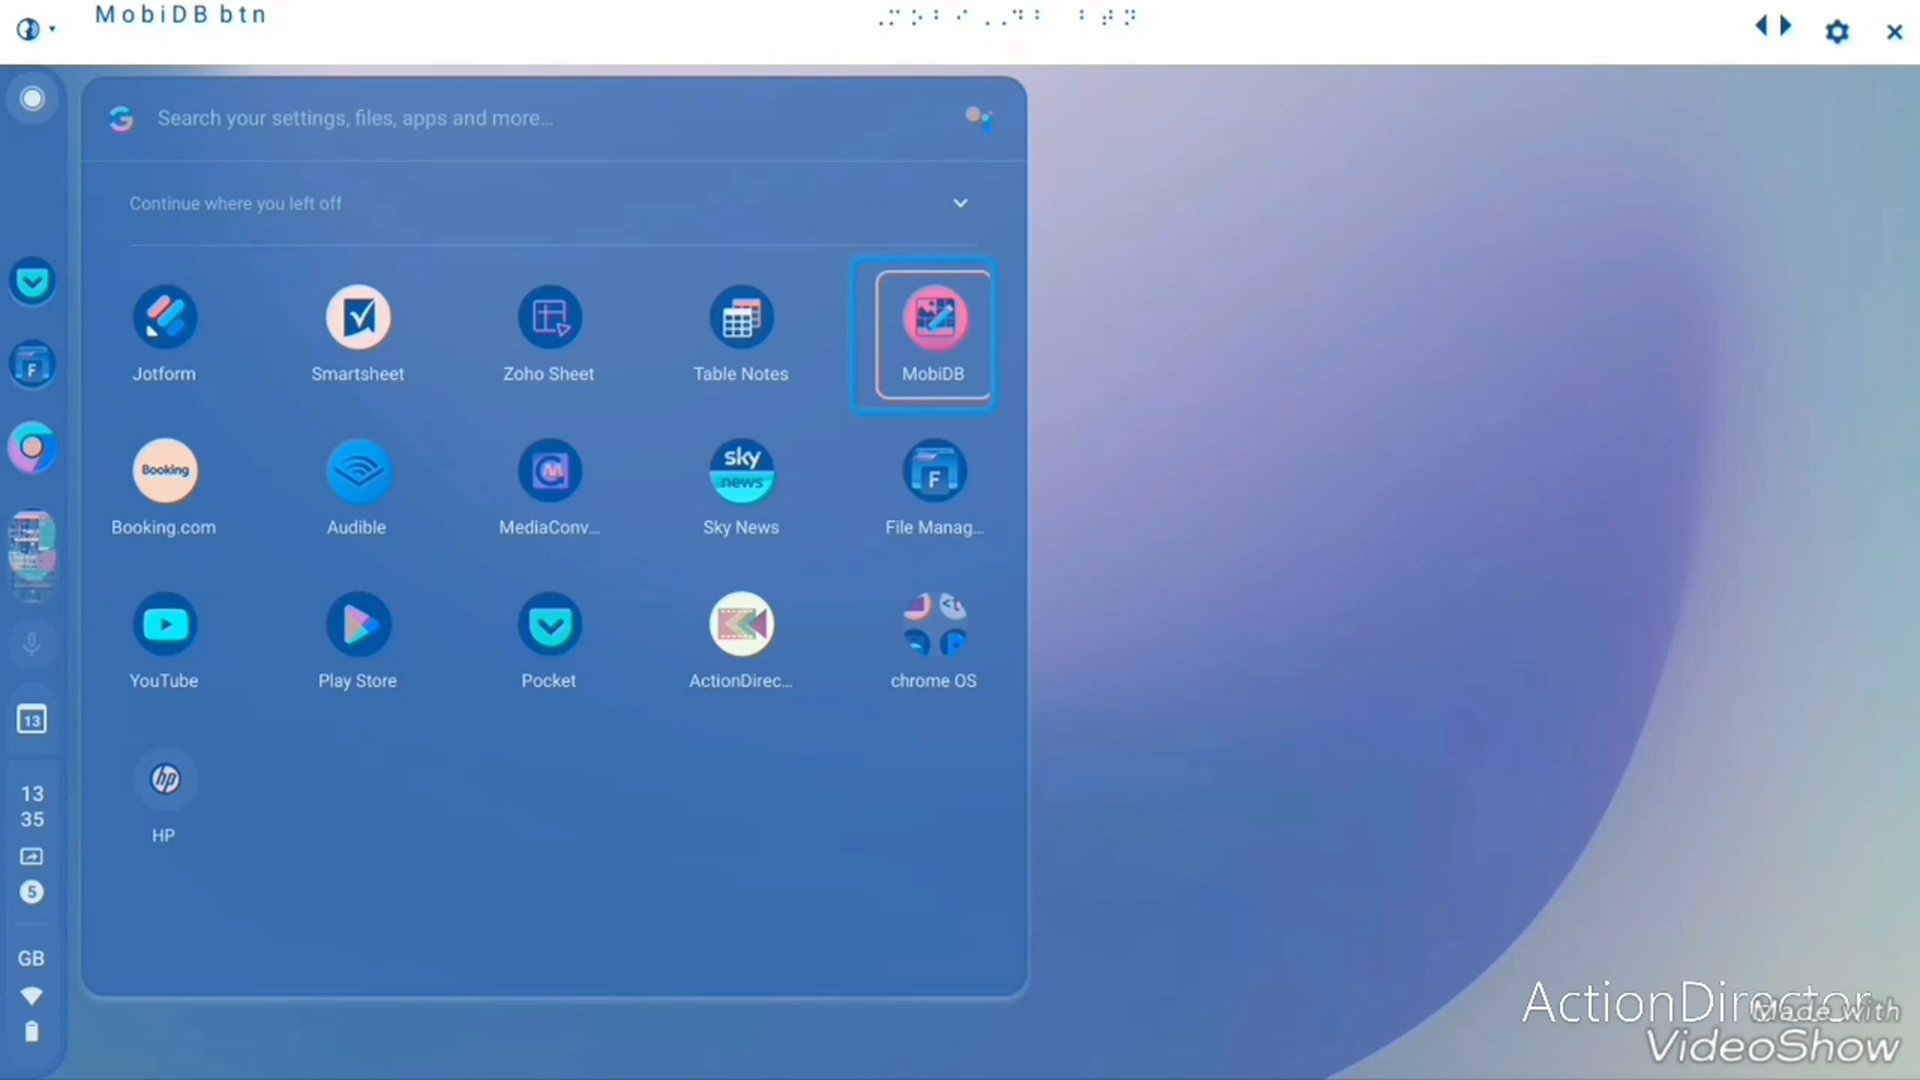 MobiDB btn
⠨⠍⠕⠃⠊⠠⠠⠙⠃ ⠃⠞⠝
Search your settings, files, apps and more...
Continue where you left off
Jotform
Smartsheet
Zoho Sheet
Table Notes
MobiDB
Booking
sky
news
F
Booking.com
Audible
MediaConv...
Sky News
File Manag...
YouTube
Play Store
Pocket
ActionDirec...
chrome OS
hp
HP
F
13
13
35
5
GB
ActionDirector
Made with
VideoShow